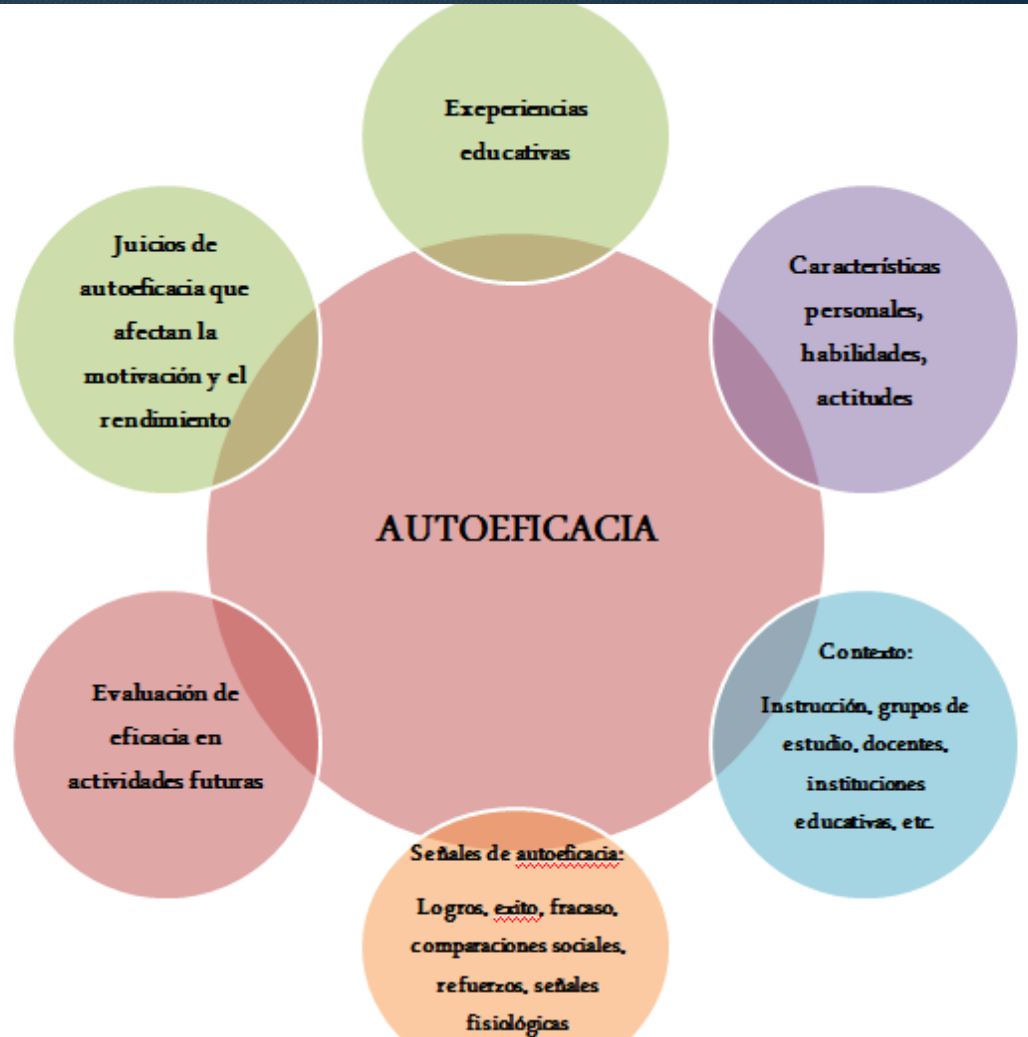 Exeperiencias
educativas
Característicás
personales,
habilidades,
actitudes
Contexto:
Instrucción, grupos de
estudio, docentes,
instituciones
educativas, etc.
Señales de autoeficacia:
Logros, exito, fracaso,
comparaciones sociales,
refuerzos, señales
fisiológicas
Evaluación de
eficacia en
actividades futuras
Juicios de
autoeficacia que
afectan la
motivación y el
rendimiento
AUTOEFICACIA